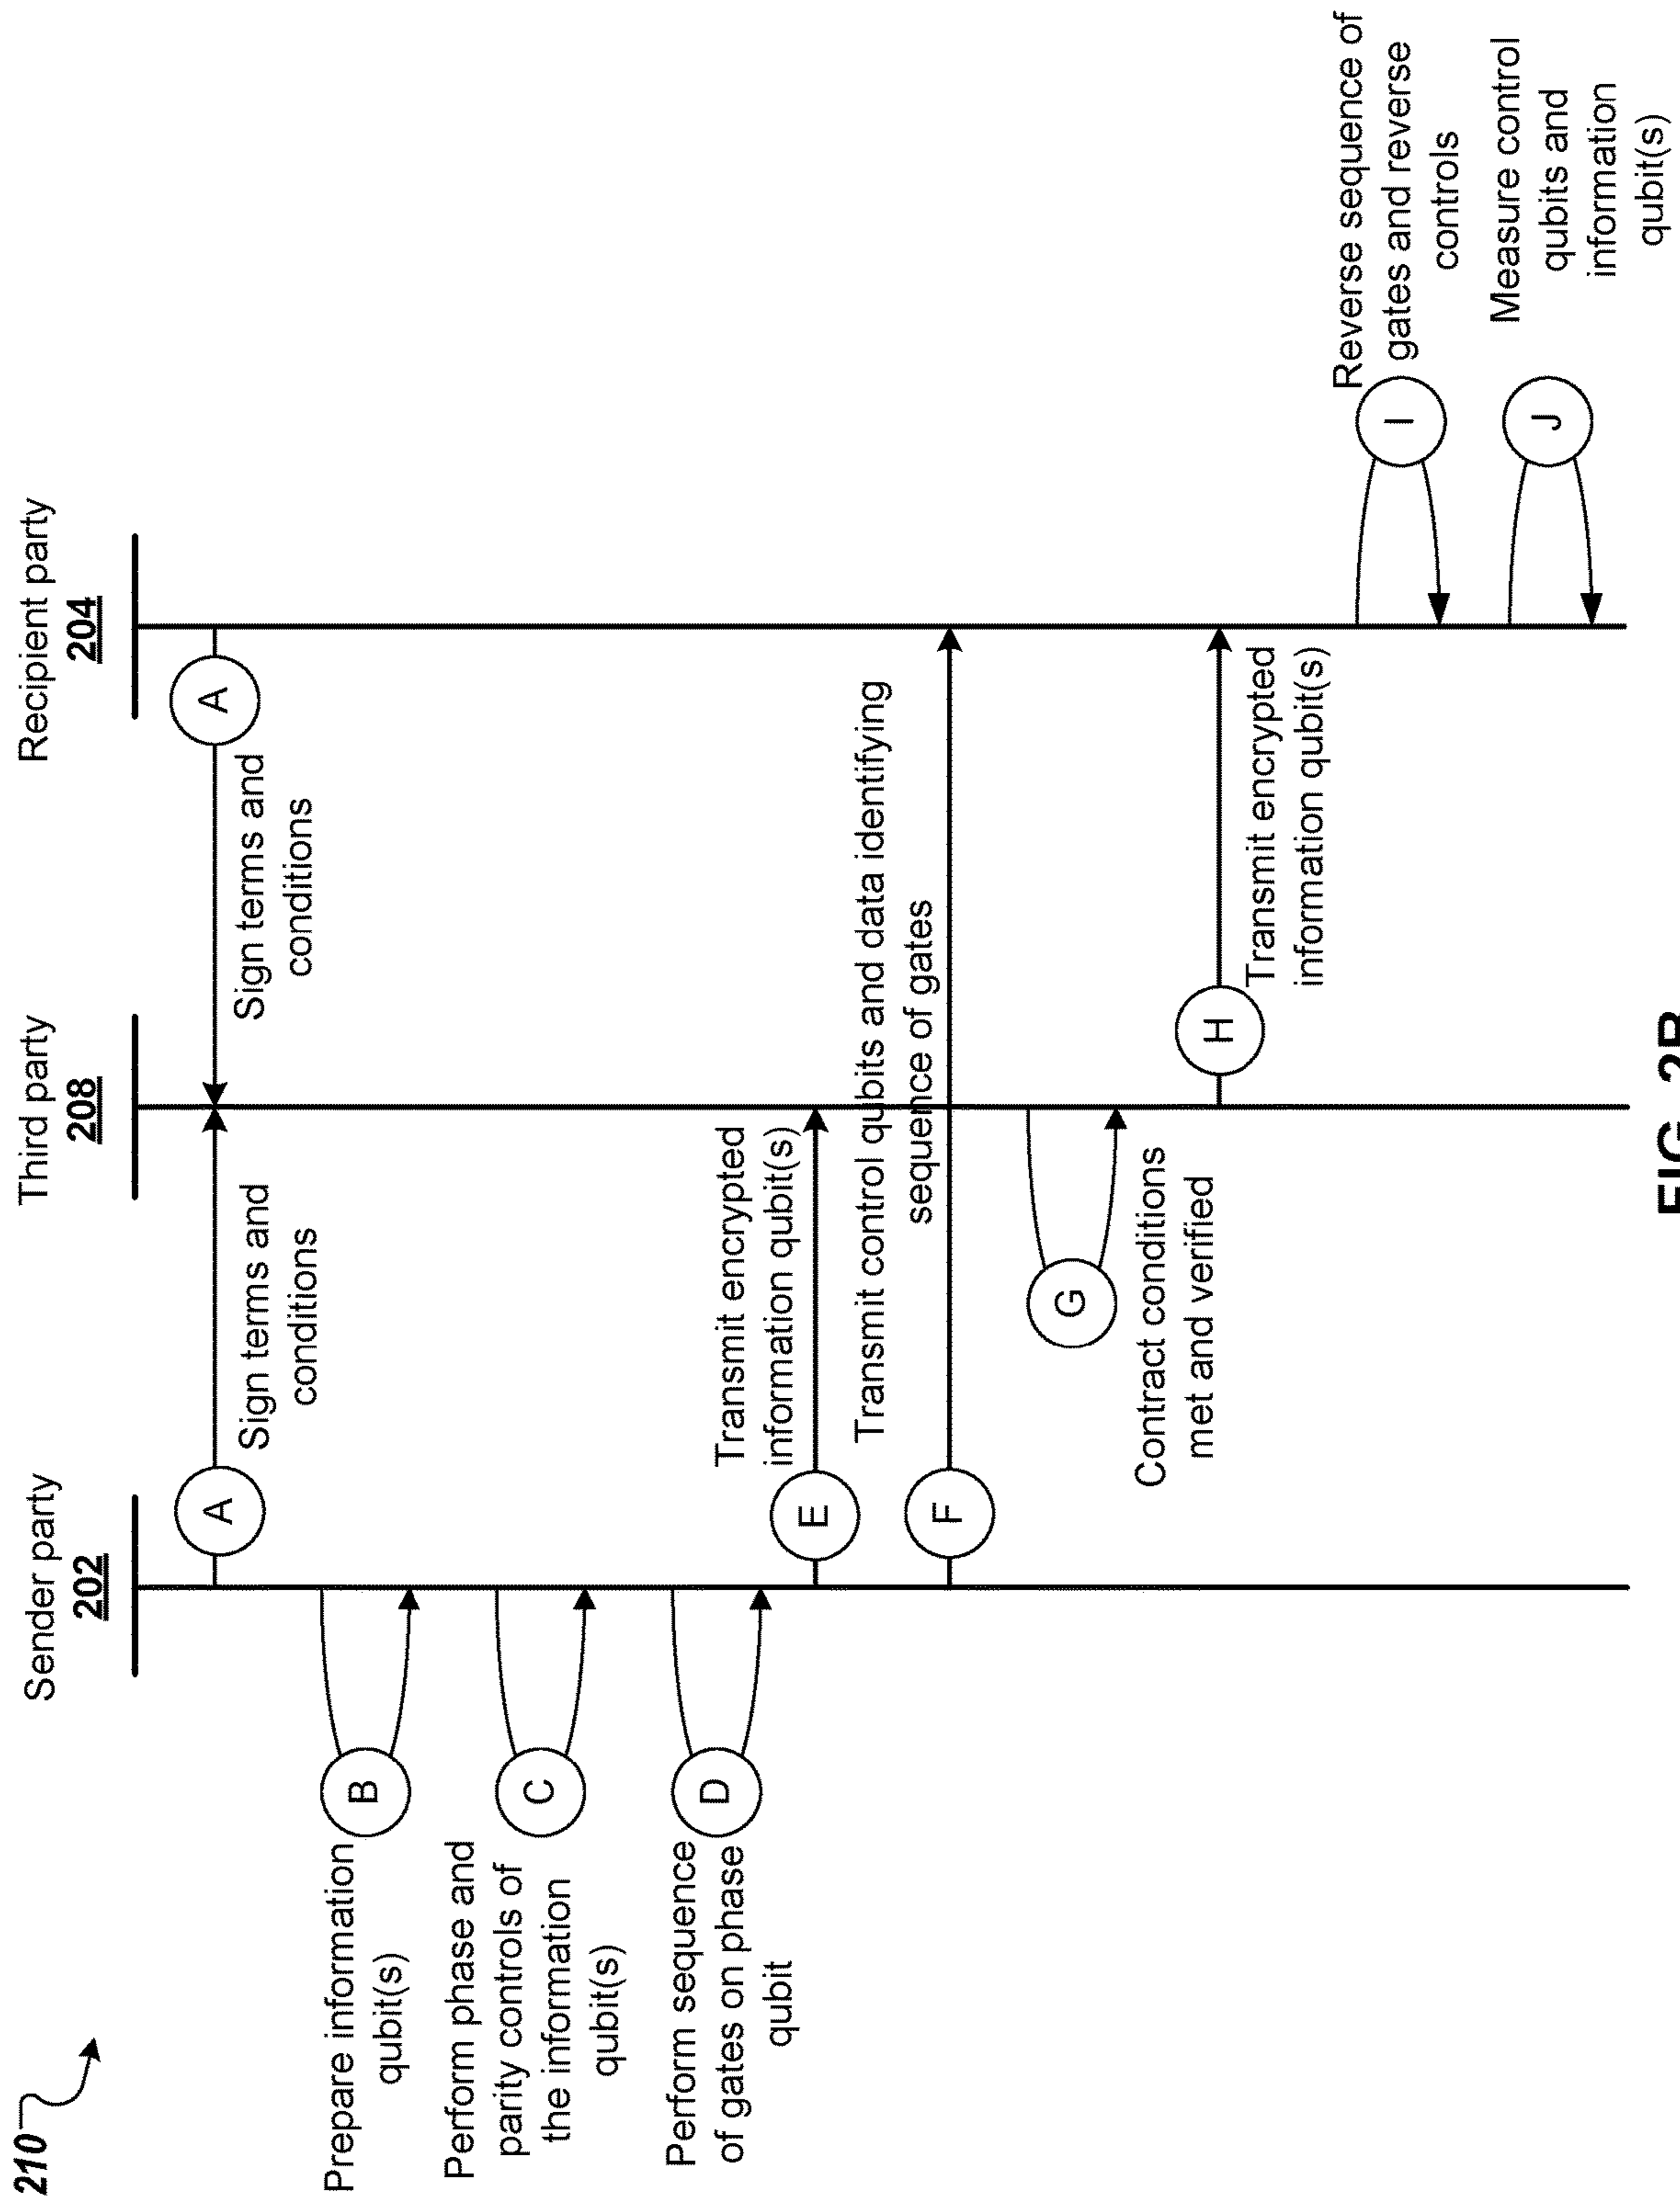 210
Sender party
202
Third party
208
Recipient party
204
A
Sign terms and
conditions
A
Sign terms and
conditions
Prepare information
qubit(s)
B
Perform phase and
parity controls of
the information
qubit(s)
C
Perform sequence
of gates on phase
qubit
D
E
Transmit encrypted
information qubit(s)
F
Transmit control qubits and data identifying
sequence of gates
G
Contract conditions
met and verified
H
Transmit encrypted
information qubit(s)
I
Reverse sequence of
gates and reverse
controls
J
Measure control
qubits and
information
qubit(s)
FIG. 2B